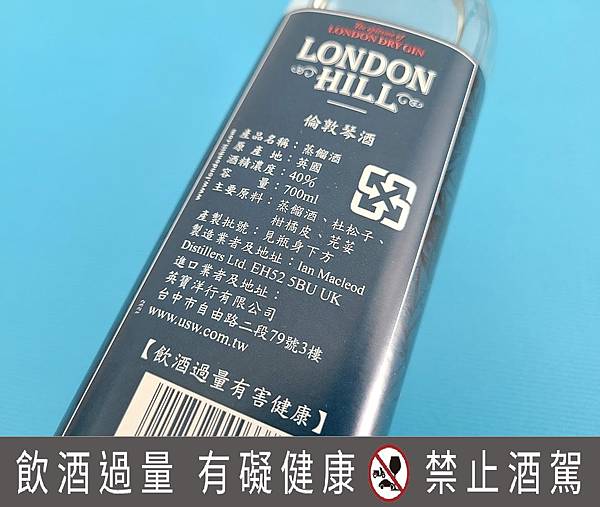 The Spirit of
LONDON DRY GIN
LONDON
HILL
倫敦琴酒
產品名稱：蒸餾酒
原 產 地：英國
酒精濃度：40%
容　　量：700ml
主要原料：蒸餾酒、杜松子、
柑橘皮、芫荽
產製批號：見瓶身下方
製造業者及地址：Ian Macleod
Distillers Ltd. EH52 5BU UK
進口業者及地址：
英寶洋行有限公司
台中市自由路二段79號3樓
www.usw.com.tw
【飲酒過量有害健康】
飲酒過量 有礙健康 禁止酒駕